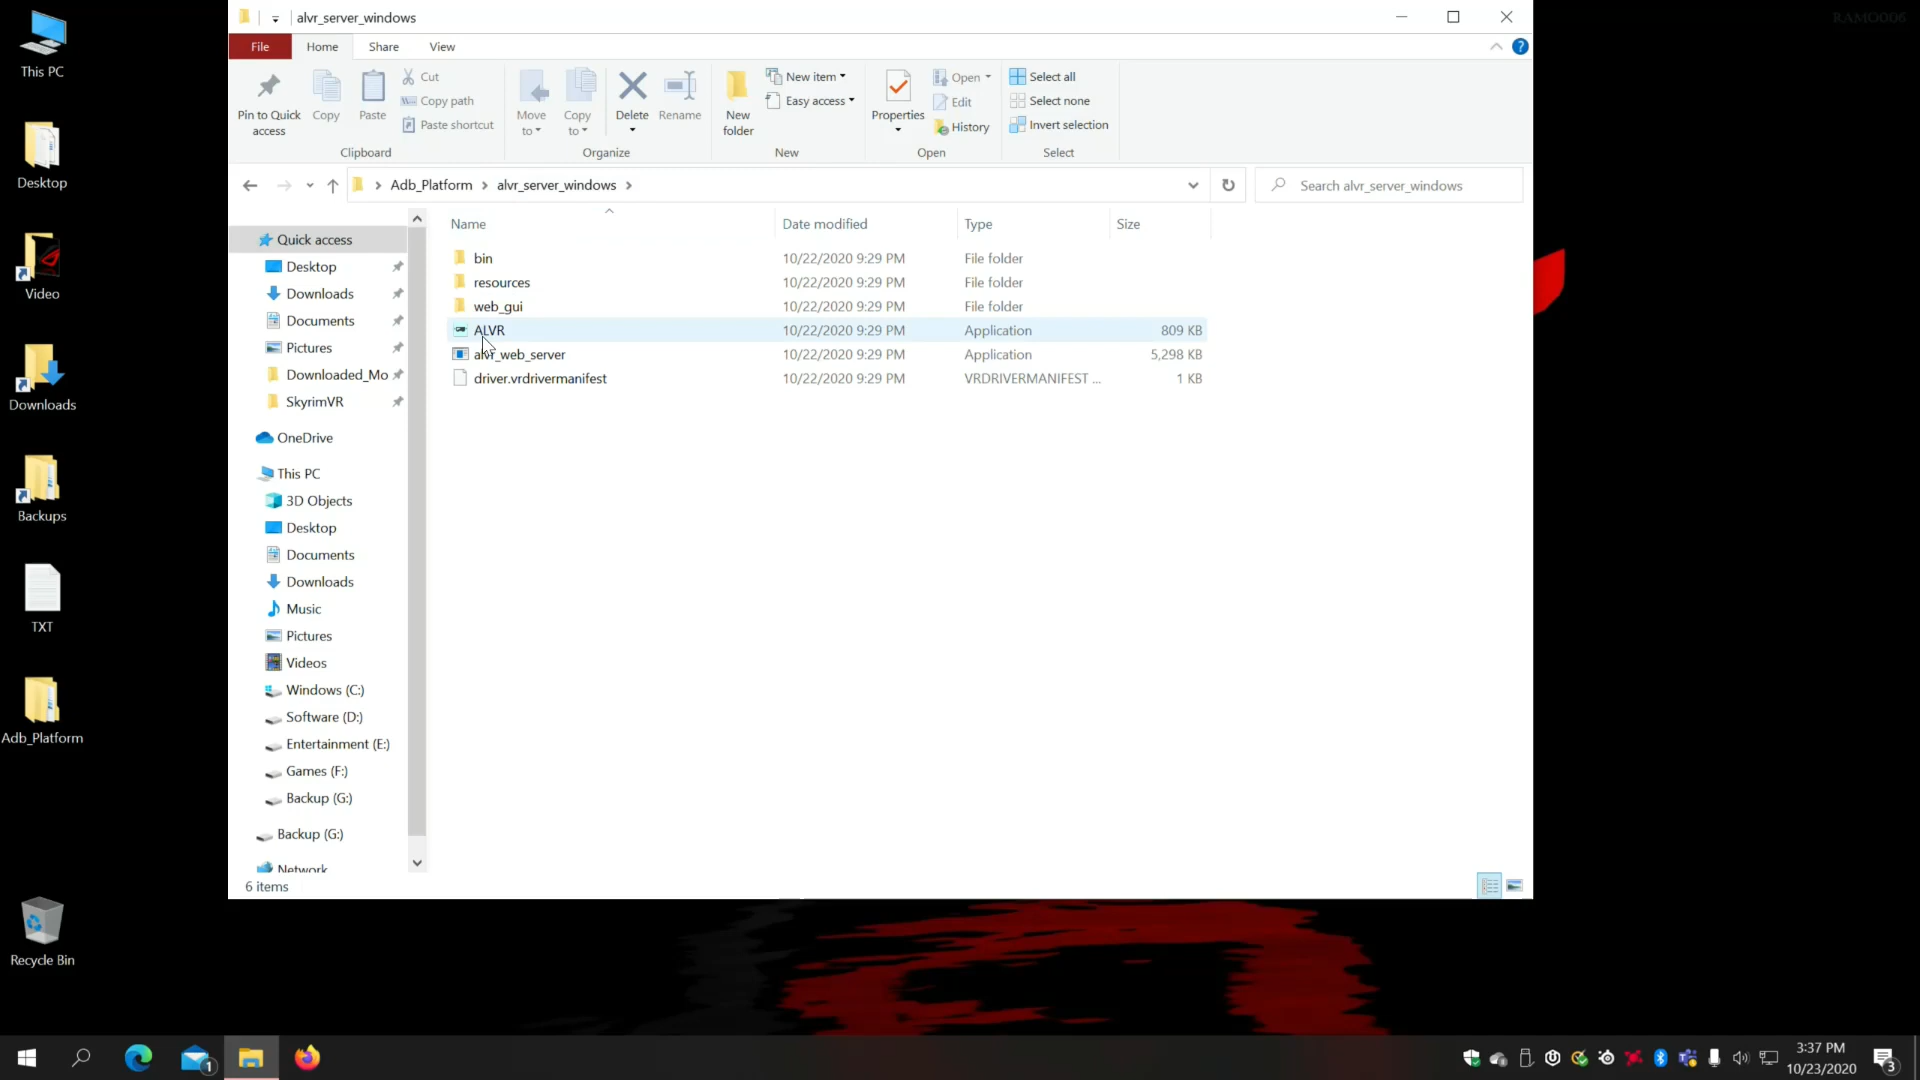 alvr_server_windows
RAMOOD6
This PC
Desktop
Video
Downloads
Backups
TXT
Adb_Platform
Recycle Bin
File
Home
Share
View
Pin to Quick
access
Copy
Paste
Cut
Copy path
Paste shortcut
Clipboard
Move
to
Copy
to
Delete
Rename
Organize
New
folder
New item
Easy access
New
Properties
Open
Edit
History
Open
Select all
Select none
Invert selection
Select
Adb_Platform
alvr_server_windows
Search alvr_server_windows
Quick access
Desktop
Downloads
Documents
Pictures
Downloaded_Mo
SkyrimVR
OneDrive
This PC
3D Objects
Desktop
Documents
Downloads
Music
Pictures
Videos
Windows (C:)
Software (D:)
Entertainment (E:)
Games (F:)
Backup (G:)
Backup (G:)
Network
Name Date modified Type Size
bin 10/22/2020 9:29 PM File folder
resources 10/22/2020 9:29 PM File folder
web_gui 10/22/2020 9:29 PM File folder
ALVR 10/22/2020 9:29 PM Application 809 KB
alvr_web_server 10/22/2020 9:29 PM Application 5,298 KB
driver.vrdrivermanifest 10/22/2020 9:29 PM VRDRIVERMANIFEST ... 1 KB
6 items
1
3:37 PM
10/23/2020
3